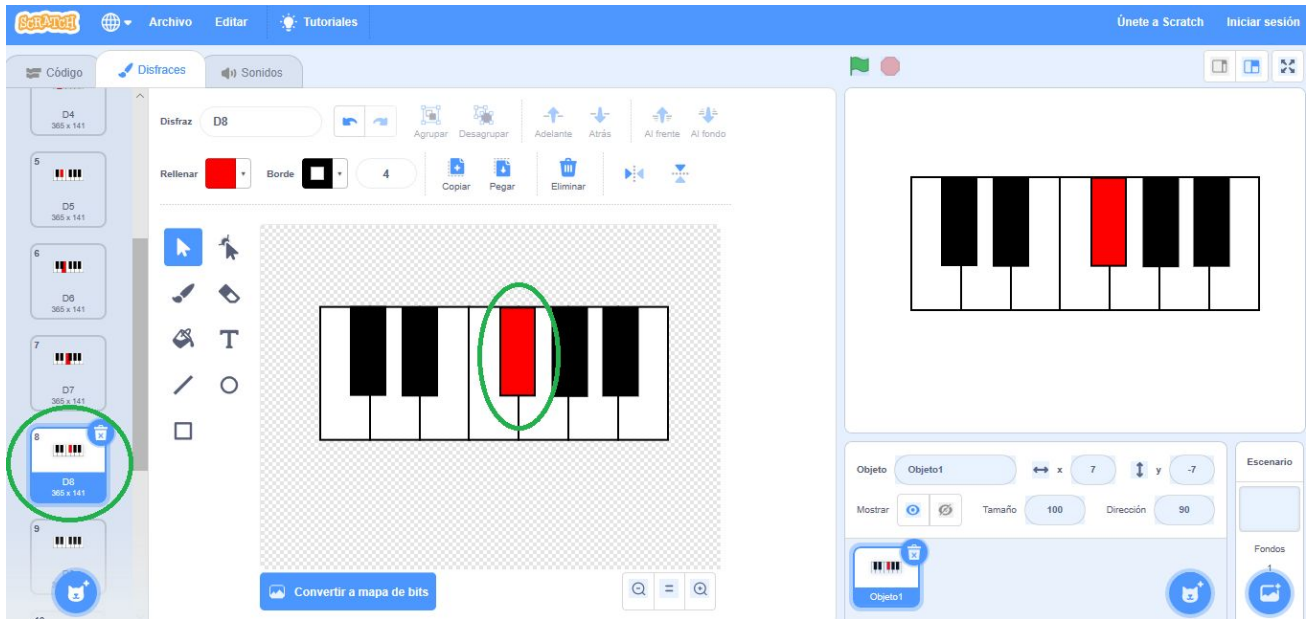 SCRATCH Archivo Editar Tutoriales Únete a Scratch Iniciar sesión
Código Disfraces Sonidos
D4
365 x 141
5
D5
365 x 141
6
D6
365 x 141
7
D7
365 x 141
8
D8
365 x 141
9
Disfraz D8 Agrupar Desagrupar Adelante Atrás Al frente Al fondo
Rellenar Borde 4 Copiar Pegar Eliminar
T
Convertir a mapa de bits
Objeto Objeto1 x 7 y -7
Mostrar Tamaño 100 Dirección 90
Objeto1
Escenario
Fondos
1